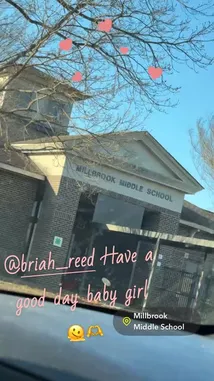 MILLBROOK MIDDLE SCHOOL
@briah_reed Have a
good day baby girl
Millbrook
Middle School